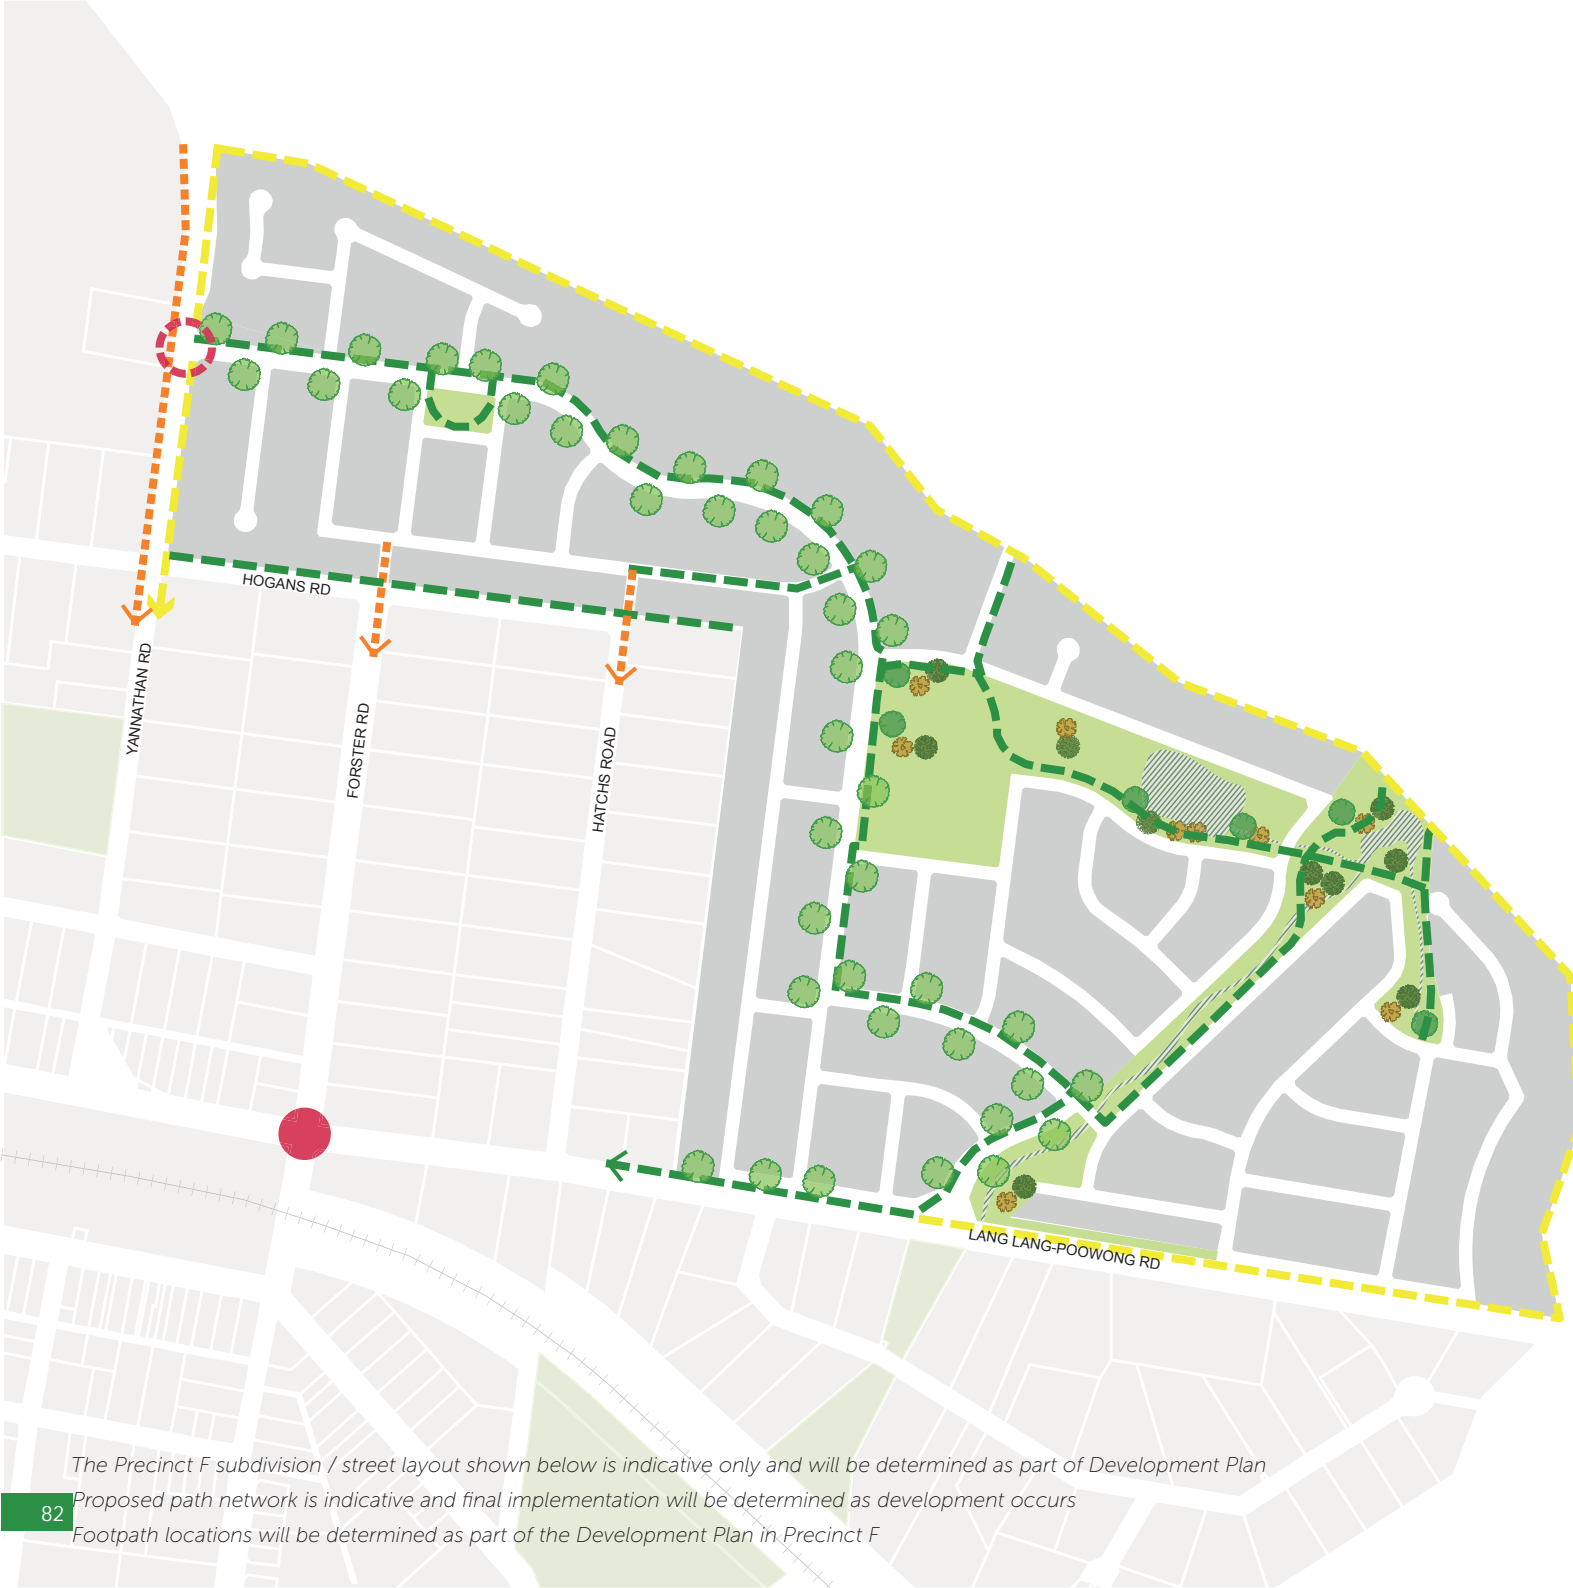 HOGANS RD
YANNATHAN RD
FORSTER RD
HATCHS ROAD
LANG LANG-POOWONG RD
The Precinct F subdivision / street layout shown below is indicative only and will be determined as part of Development Plan
Proposed path network is indicative and final implementation will be determined as development occurs
82
Footpath locations will be determined as part of the Development Plan in Precinct F